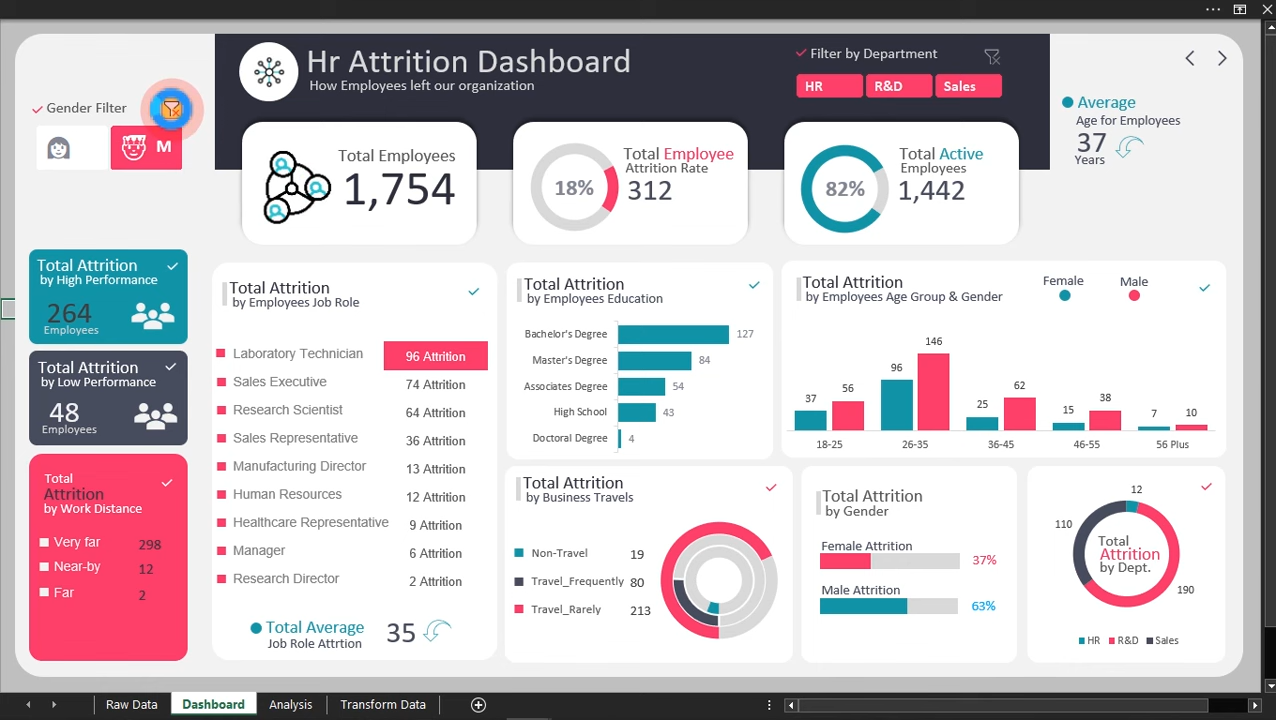 Hr Attrition Dashboard
How Employees left our organization
Filter by Department
HR
R&D
Sales
Gender Filter
M
Average
Age for Employees
37
Years
Total Employees
1,754
18%
Total Employee
Attrition Rate
312
82%
Total Active
Employees
1,442
Total Attrition
by High Performance
264
Employees
Total Attrition
by Low Performance
48
Employees
Total
Attrition
by Work Distance
Very far 298
Near-by 12
Far 2
Total Attrition
by Employees Job Role
Laboratory Technician 96 Attrition
Sales Executive 74 Attrition
Research Scientist 64 Attrition
Sales Representative 36 Attrition
Manufacturing Director 13 Attrition
Human Resources 12 Attrition
Healthcare Representative 9 Attrition
Manager 6 Attrition
Research Director 2 Attrition
Total Average
Job Role Attrtion
35
Total Attrition
by Employees Education
Bachelor's Degree 127
Master's Degree 84
Associates Degree 54
High School 43
Doctoral Degree 4
Total Attrition
by Employees Age Group & Gender
Female
Male
37 56 96 146 25 62 15 38 7 10
18-25 26-35 36-45 46-55 56 Plus
Total Attrition
by Business Travels
Non-Travel 19
Travel_Frequently 80
Travel_Rarely 213
Total Attrition
by Gender
Female Attrition
37%
Male Attrition
63%
12
110
190
Total
Attrition
by Dept.
HR R&D Sales
Raw Data Dashboard Analysis Transform Data